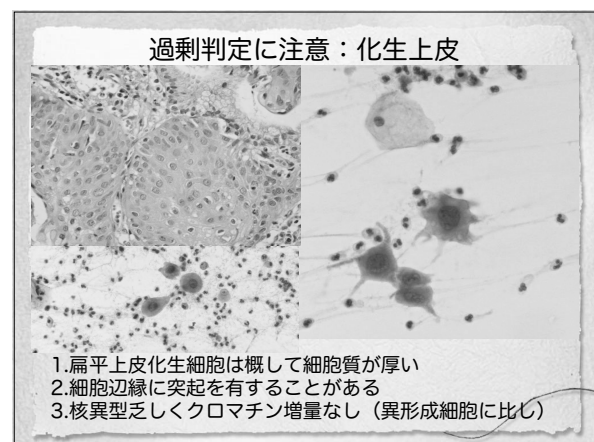 過剰判定に注意：化生上皮
1.扁平上皮化生細胞は概して細胞質が厚い
2.細胞辺縁に突起を有することがある
3.核異型乏しくクロマチン増量なし（異形成細胞に比し）